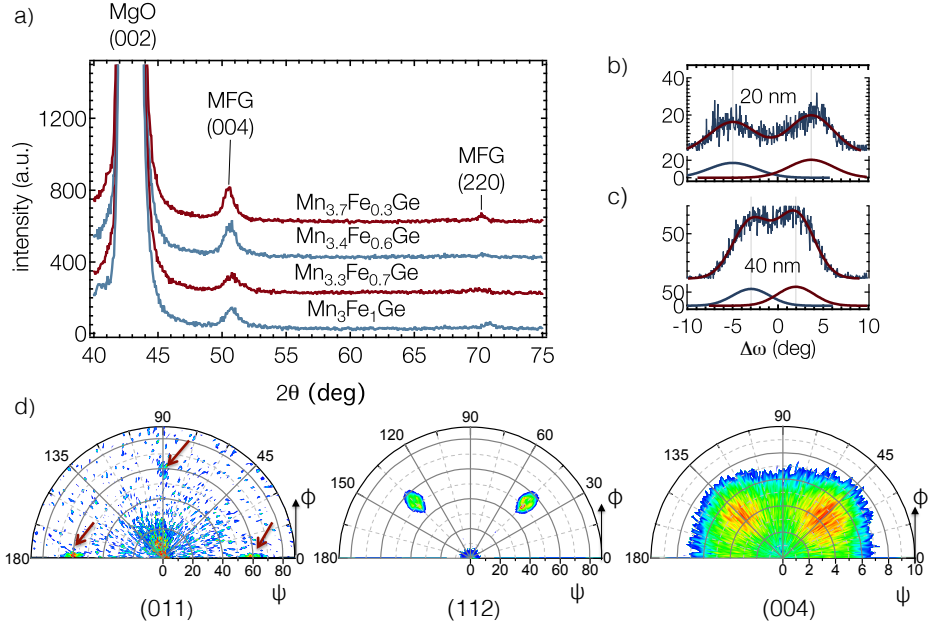 a)
MgO
(002)
MFG
(004)
MFG
(220)
Mn3.7Fe0.3Ge
Mn3.4Fe0.6Ge
Mn3.3Fe0.7Ge
Mn3Fe1Ge
intensity (a.u.)
1200
800
400
0
40 45 50 55 60 65 70 75
2θ (deg)
b)
20 nm
40
20
20
0
c)
40 nm
50
50
0
-10 -5 0 5 10
Δω (deg)
d)
90
135 45
180 0
ϕ
0 20 40 60 80
ψ
(011)
90
120 60
150 30
180 0
ϕ
0 20 40 60 80
ψ
(112)
90
135 45
180 0
ϕ
0 2 4 6 8 10
ψ
(004)